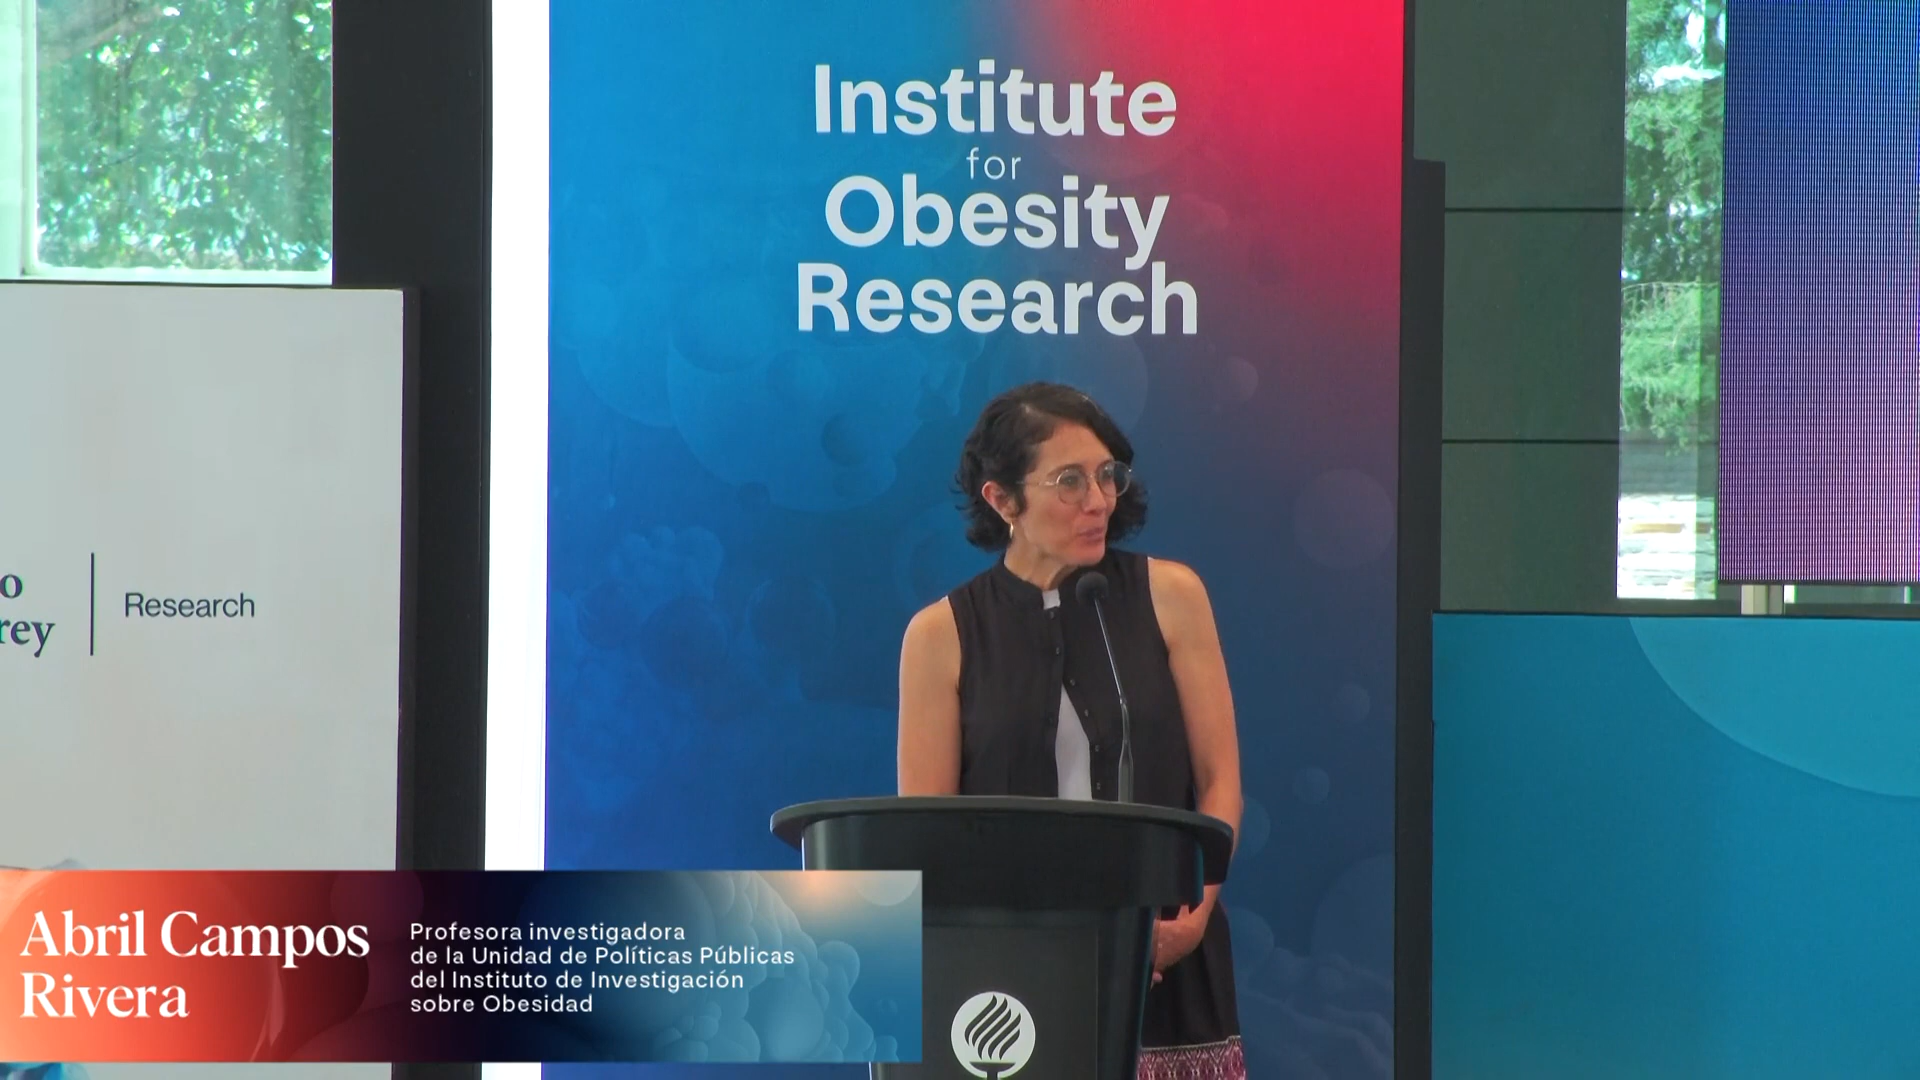 Institute
for
Obesity
Research
o
rey
Research
Abril Campos
Rivera
Profesora investigadora
de la Unidad de Políticas Públicas
del Instituto de Investigación
sobre Obesidad